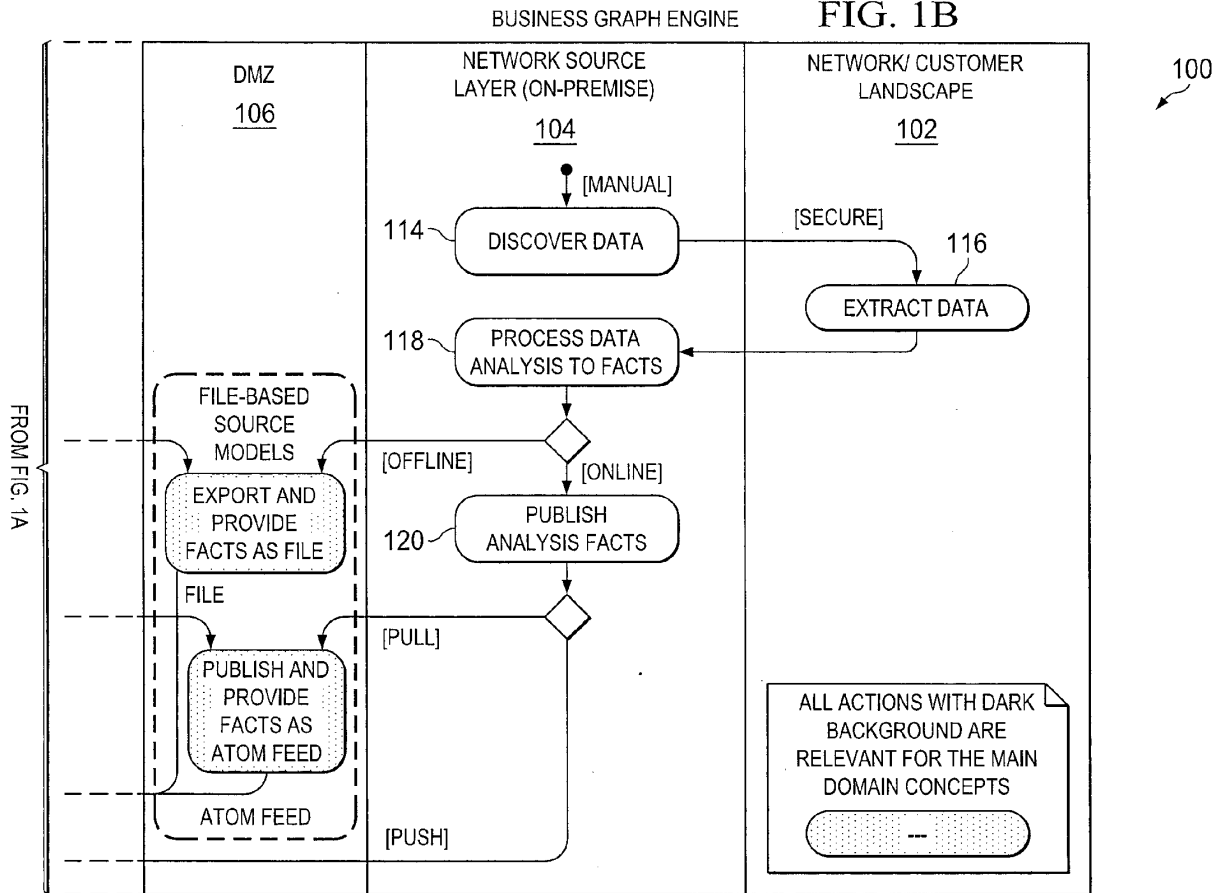 BUSINESS GRAPH ENGINE
FIG. 1B
100
DMZ
106
NETWORK SOURCE
LAYER (ON-PREMISE)
104
NETWORK/ CUSTOMER
LANDSCAPE
102
[MANUAL]
114
DISCOVER DATA
[SECURE]
116
EXTRACT DATA
118
PROCESS DATA
ANALYSIS TO FACTS
FROM FIG. 1A
FILE-BASED
SOURCE
MODELS
[OFFLINE]
[ONLINE]
EXPORT AND
PROVIDE
FACTS AS FILE
120
PUBLISH
ANALYSIS FACTS
FILE
[PULL]
PUBLISH AND
PROVIDE
FACTS AS
ATOM FEED
ATOM FEED
[PUSH]
ALL ACTIONS WITH DARK
BACKGROUND ARE
RELEVANT FOR THE MAIN
DOMAIN CONCEPTS
---